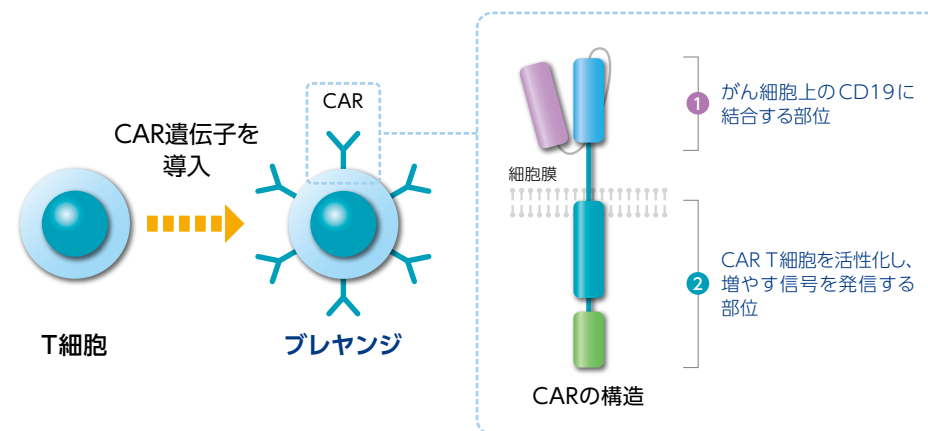 CAR遺伝子を
導入
T細胞
CAR
ブレヤンジ
細胞膜
CARの構造
1
がん細胞上のCD19に
結合する部位
2
CAR T細胞を活性化し、
増やす信号を発信する
部位